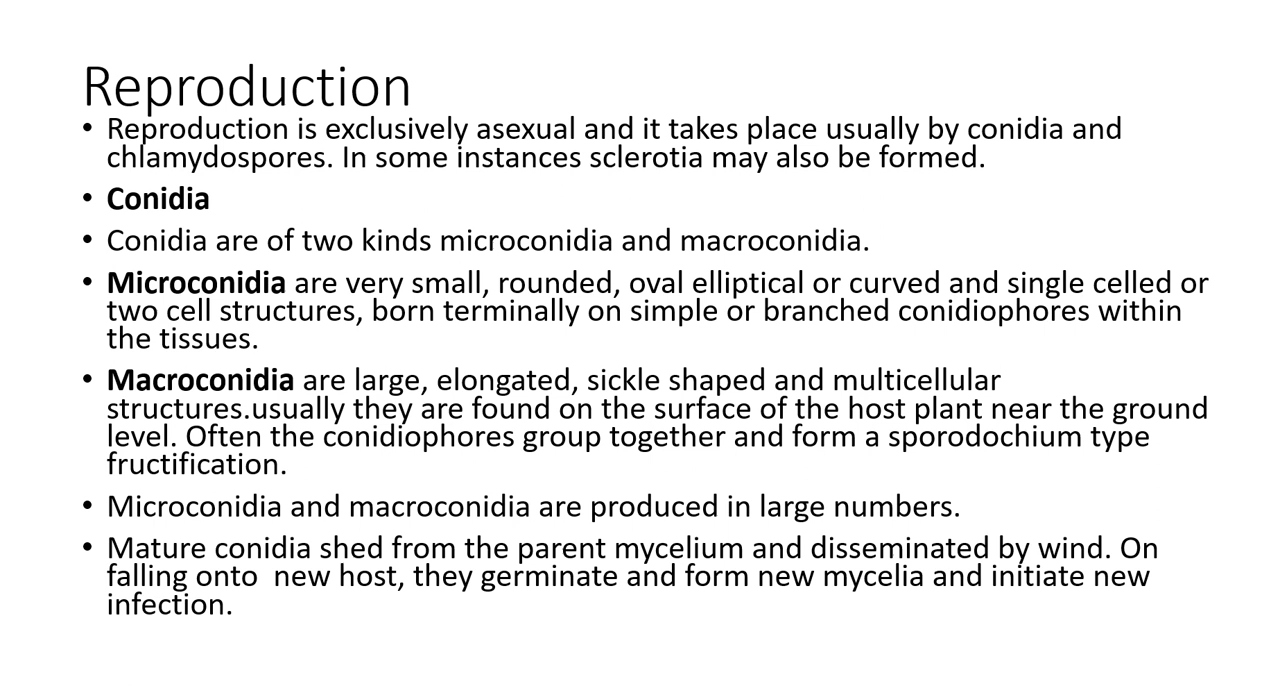 Reproduction
• Reproduction is exclusively asexual and it takes place usually by conidia and
chlamydospores. In some instances sclerotia may also be formed.
• Conidia
• Conidia are of two kinds microconidia and macroconidia.
• Microconidia are very small, rounded, oval elliptical or curved and single celled or
two cell structures, born terminally on simple or branched conidiophores within
the tissues.
• Macroconidia are large, elongated, sickle shaped and multicellular
structures.usually they are found on the surface of the host plant near the ground
level. Often the conidiophores group together and form a sporodochium type
fructification.
• Microconidia and macroconidia are produced in large numbers.
• Mature conidia shed from the parent mycelium and disseminated by wind. On
falling onto  new host, they germinate and form new mycelia and initiate new
infection.